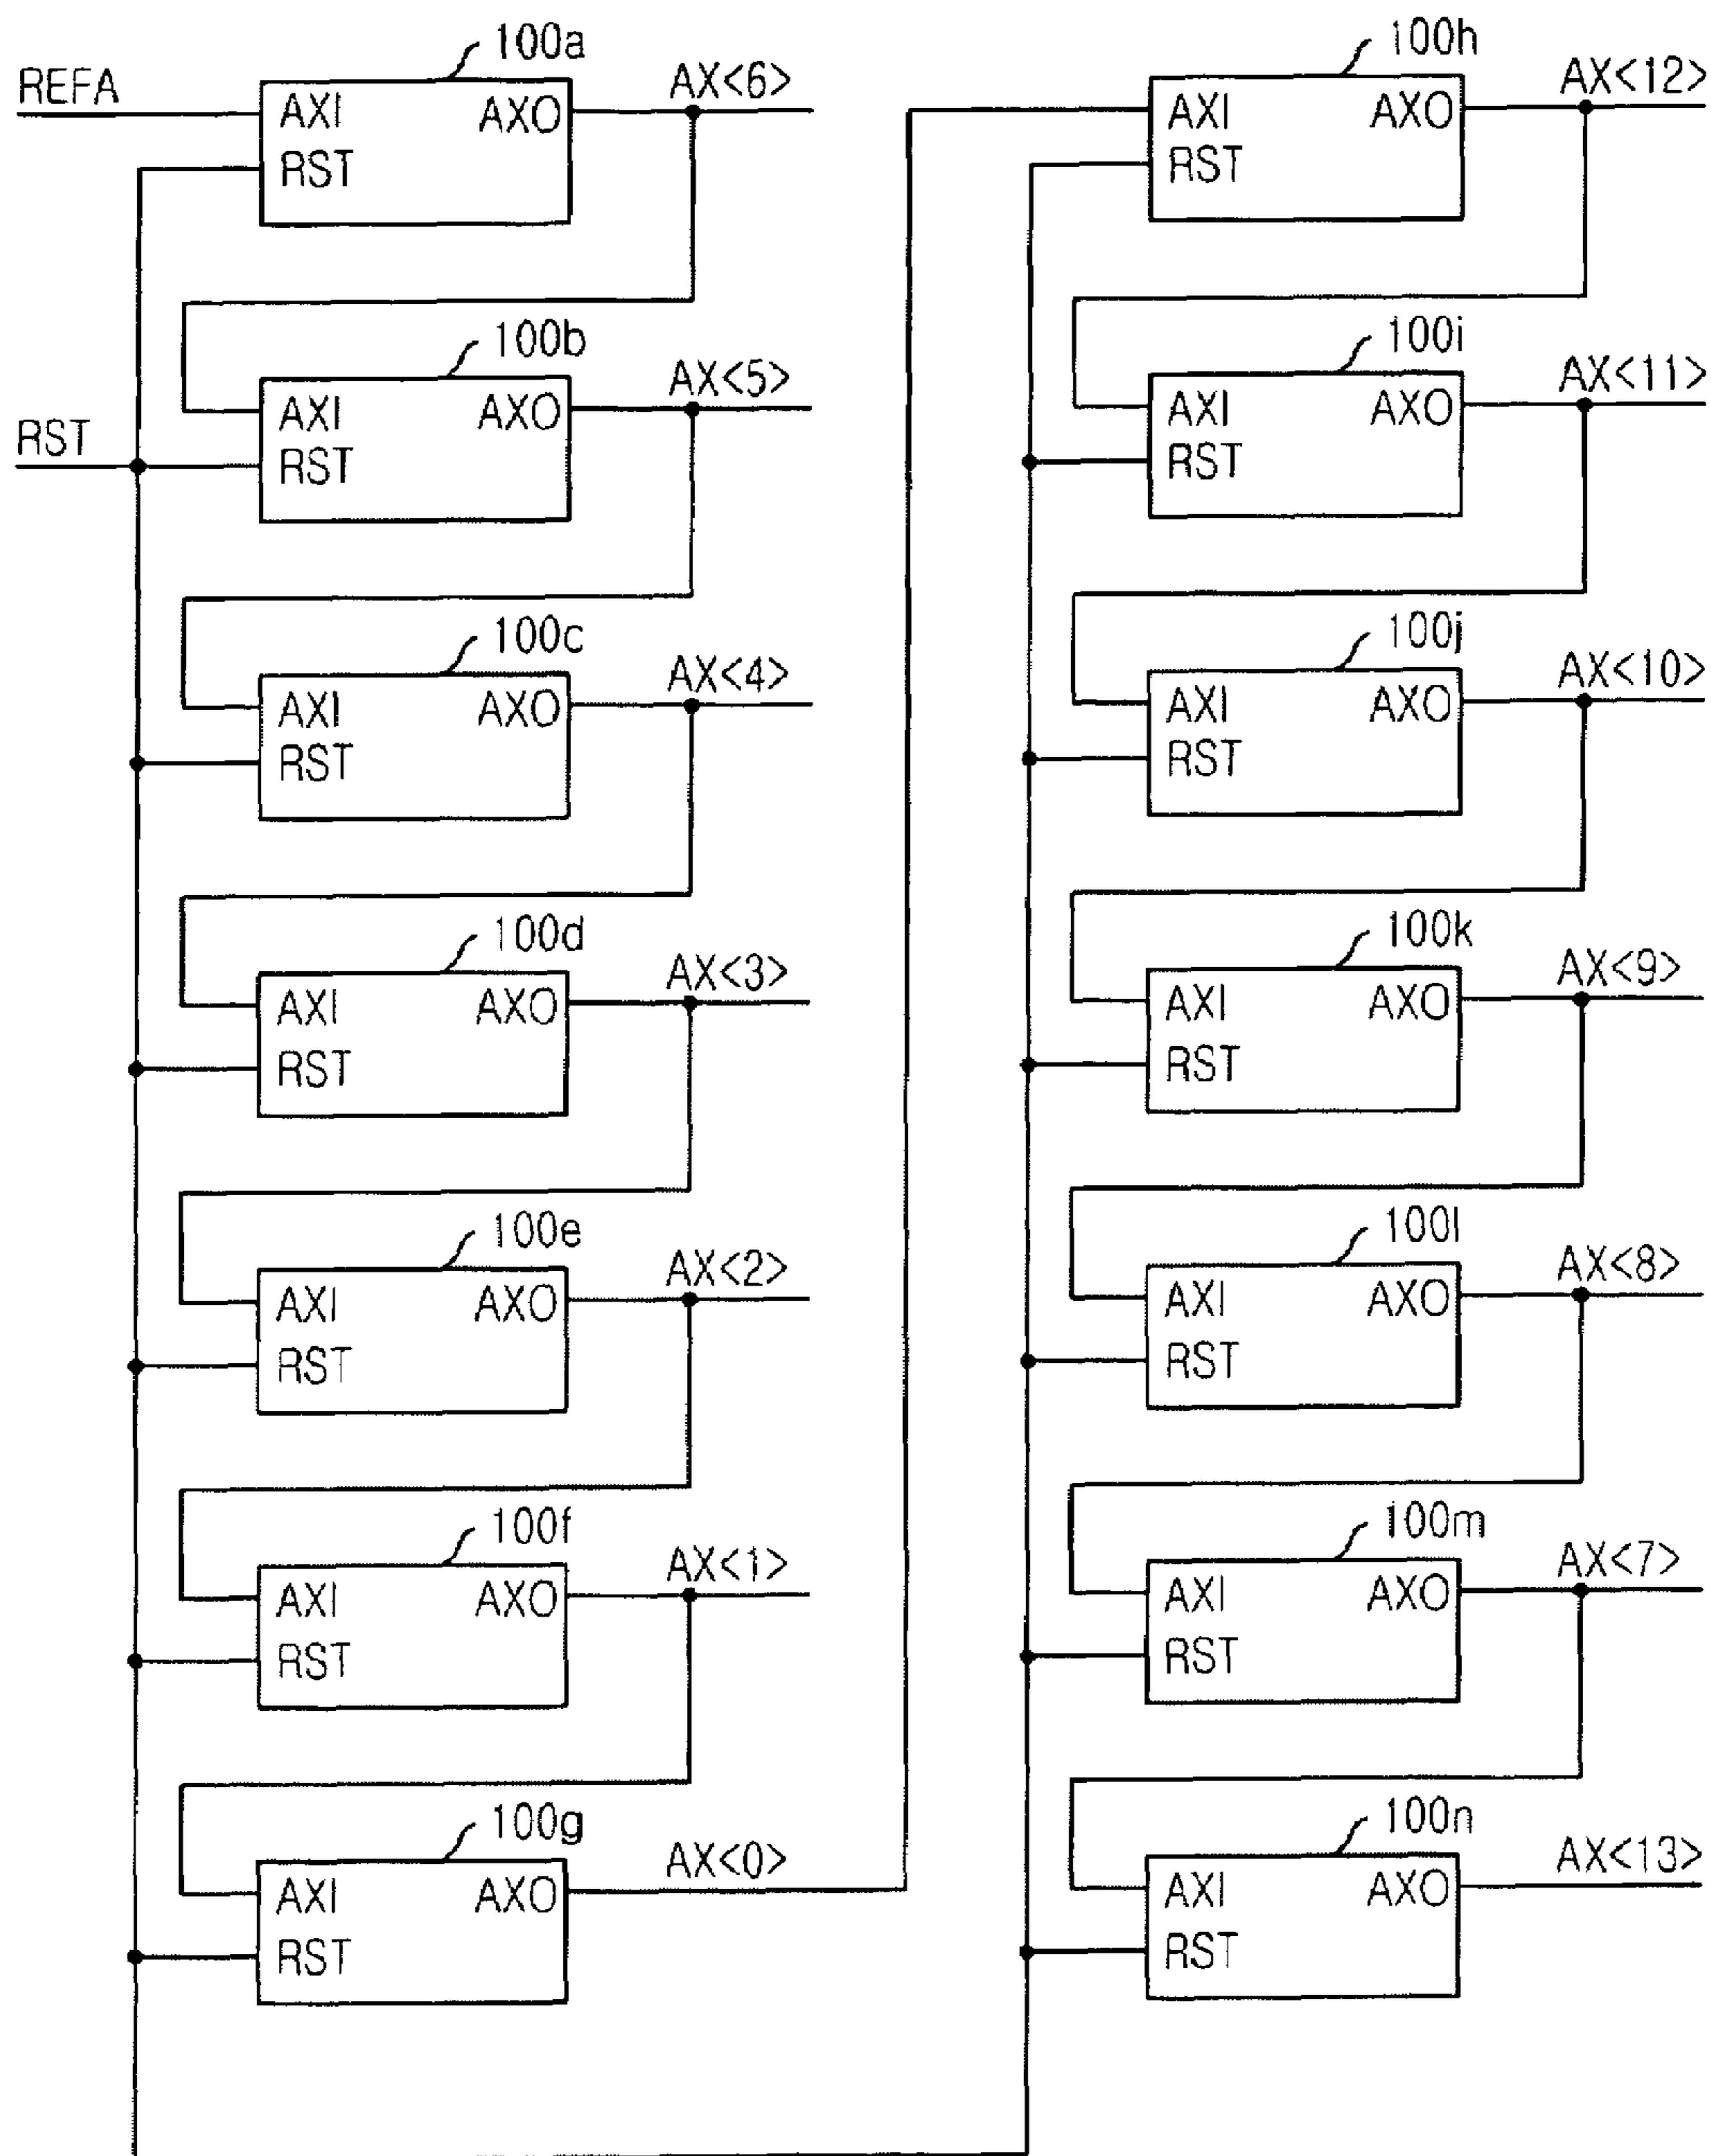 100a
REFA
AXI AXO
RST
AX<6>
100b
RST
AXI AXO
RST
AX<5>
100c
AXI AXO
RST
AX<4>
100d
AXI AXO
RST
AX<3>
100e
AXI AXO
RST
AX<2>
100f
AXI AXO
RST
AX<1>
100g
AXI AXO
RST
AX<0>
100h
AXI AXO
RST
AX<12>
100i
AXI AXO
RST
AX<11>
100j
AXI AXO
RST
AX<10>
100k
AXI AXO
RST
AX<9>
100l
AXI AXO
RST
AX<8>
100m
AXI AXO
RST
AX<7>
100n
AXI AXO
RST
AX<13>